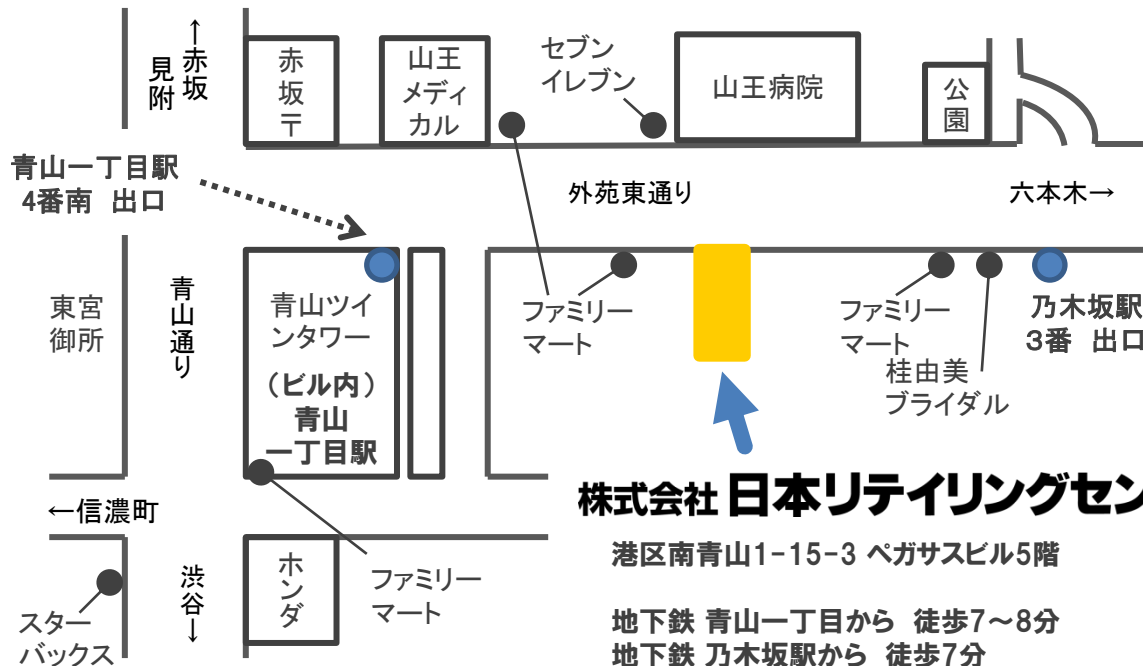 ←赤坂
見附
赤
坂
〒
山王
メディ
カル
セブン
イレブン
山王病院
公
園
青山一丁目駅
4番南 出口
外苑東通り
六本木→
東宮
御所
青山通り
青山ツイ
ンタワー
（ビル内）
青山
一丁目駅
ファミリー
マート
ファミリー
マート
桂由美
ブライダル
乃木坂駅
3番 出口
←信濃町
渋谷→
ホンダ
ファミリー
マート
スター
バックス
株式会社 日本リテイリングセン
港区南青山1-15-3 ペガサスビル5階
地下鉄 青山一丁目から 徒歩7～8分
地下鉄 乃木坂駅から 徒歩7分